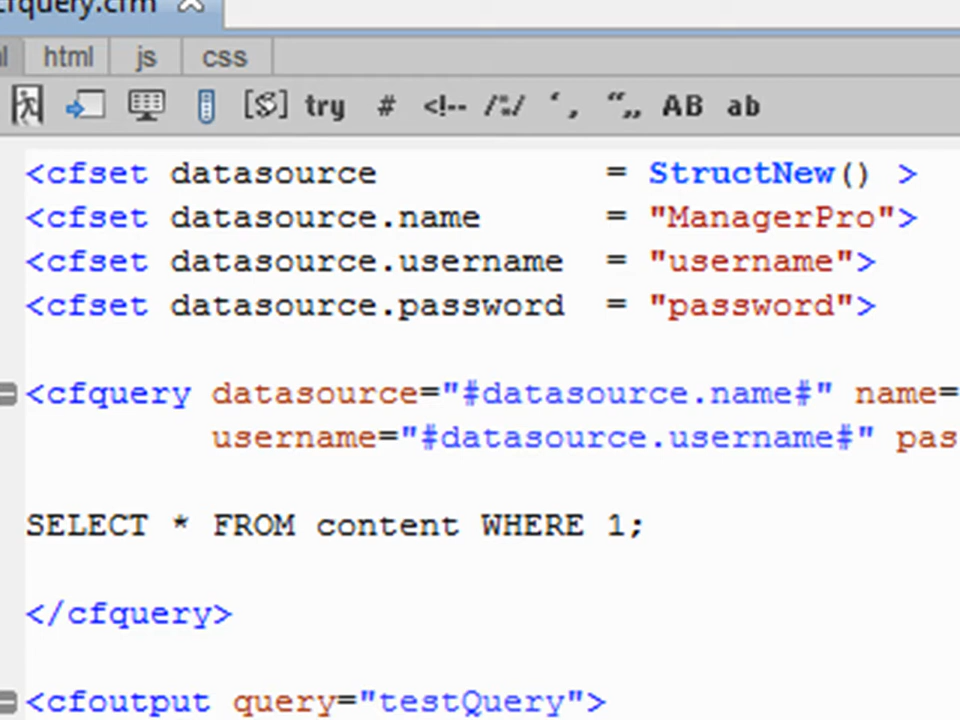 cfquery.cfm
html js css
[$] try # <!-- /*:/ ‘ , “ „ AB ab
<cfset datasource = StructNew() >
<cfset datasource.name = "ManagerPro">
<cfset datasource.username = "username">
<cfset datasource.password = "password">
<cfquery datasource="#datasource.name#" name=
username="#datasource.username#" pas
SELECT * FROM content WHERE 1;
</cfquery>
<cfoutput query="testQuery">